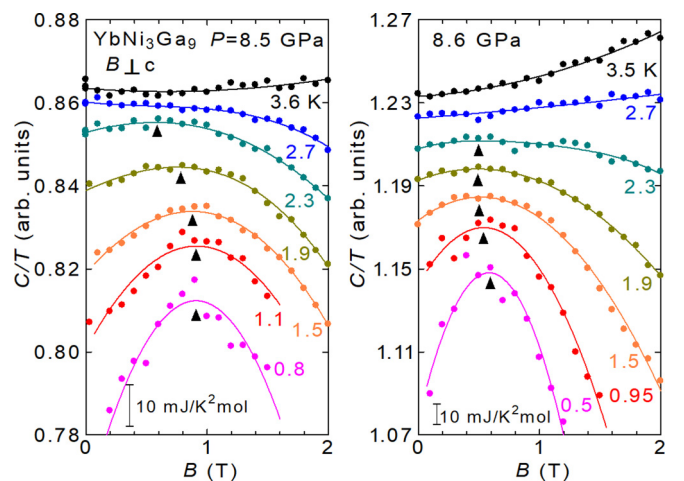 YbNi3Ga9 P=8.5 GPa
B ⊥ c
3.6 K
2.7
2.3
1.9
1.5
1.1
0.8
10 mJ/K²mol
0.88
0.86
0.84
0.82
0.80
0.78
C/T (arb. units)
0
1
2
B (T)
8.6 GPa
3.5 K
2.7
2.3
1.9
1.5
0.95
0.5
10 mJ/K²mol
1.27
1.23
1.19
1.15
1.11
1.07
C/T (arb. units)
0
1
2
B (T)